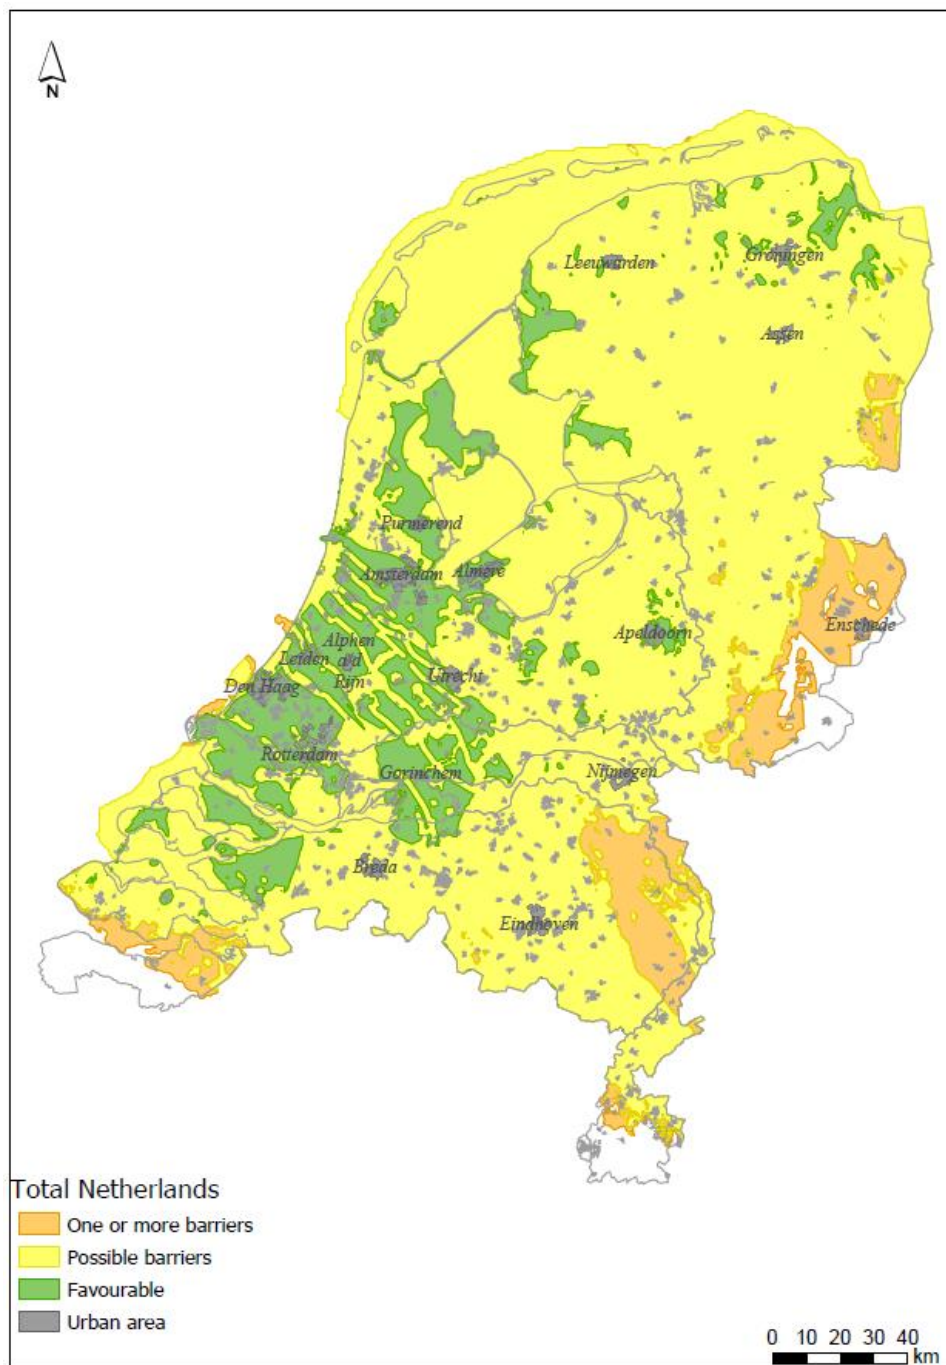 N
Leeuwarden
Groningen
Assen
Purmerend
Amsterdam
Almere
Enschede
Apeldoorn
Alphen
a/d
Rijn
Leiden
Utrecht
Den Haag
Rotterdam
Gorinchem
Nijmegen
Breda
Eindhoven
Total Netherlands
One or more barriers
Possible barriers
Favourable
Urban area
0 10 20 30 40
km